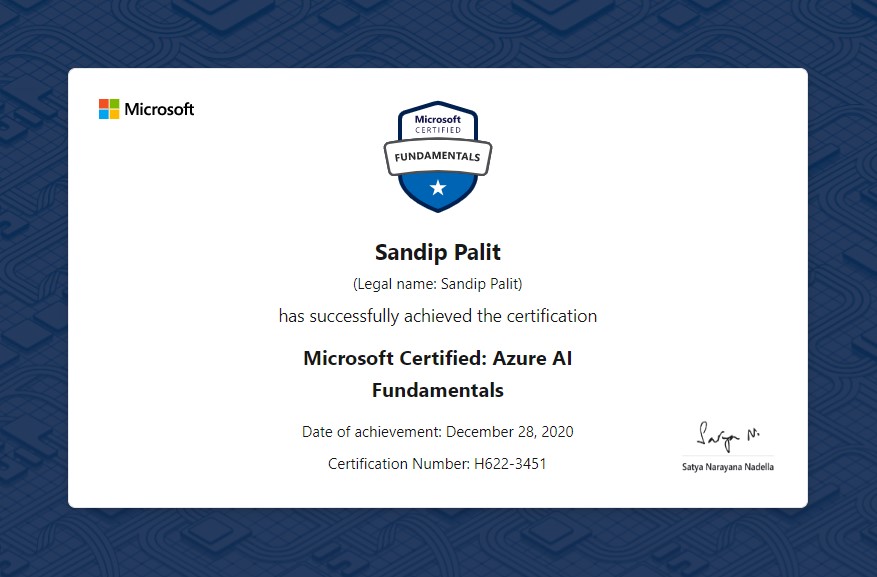 Microsoft
Microsoft
CERTIFIED
FUNDAMENTALS
Sandip Palit
(Legal name: Sandip Palit)
has successfully achieved the certification
Microsoft Certified: Azure AI
Fundamentals
Date of achievement: December 28, 2020
Certification Number: H622-3451
Satya N.
Satya Narayana Nadella